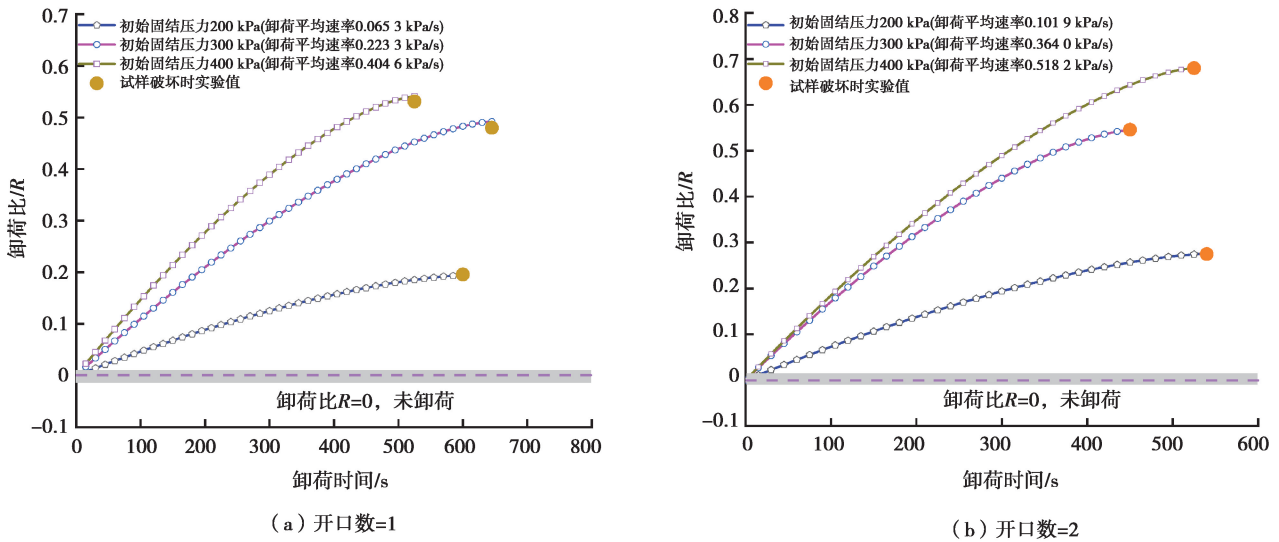 0.7
0.6
0.5
0.4
0.3
0.2
0.1
0
−0.1
卸荷比/R
初始固结压力200 kPa(卸荷平均速率0.065 3 kPa/s)
初始固结压力300 kPa(卸荷平均速率0.223 3 kPa/s)
初始固结压力400 kPa(卸荷平均速率0.404 6 kPa/s)
试样破坏时实验值
卸荷比R=0，未卸荷
0 100 200 300 400 500 600 700 800
卸荷时间/s
（a）开口数=1
0.8
0.7
0.6
0.5
0.4
0.3
0.2
0.1
0
−0.1
卸荷比/R
初始固结压力200 kPa(卸荷平均速率0.101 9 kPa/s)
初始固结压力300 kPa(卸荷平均速率0.364 0 kPa/s)
初始固结压力400 kPa(卸荷平均速率0.518 2 kPa/s)
试样破坏时实验值
卸荷比R=0，未卸荷
0 100 200 300 400 500 600
卸荷时间/s
（b）开口数=2